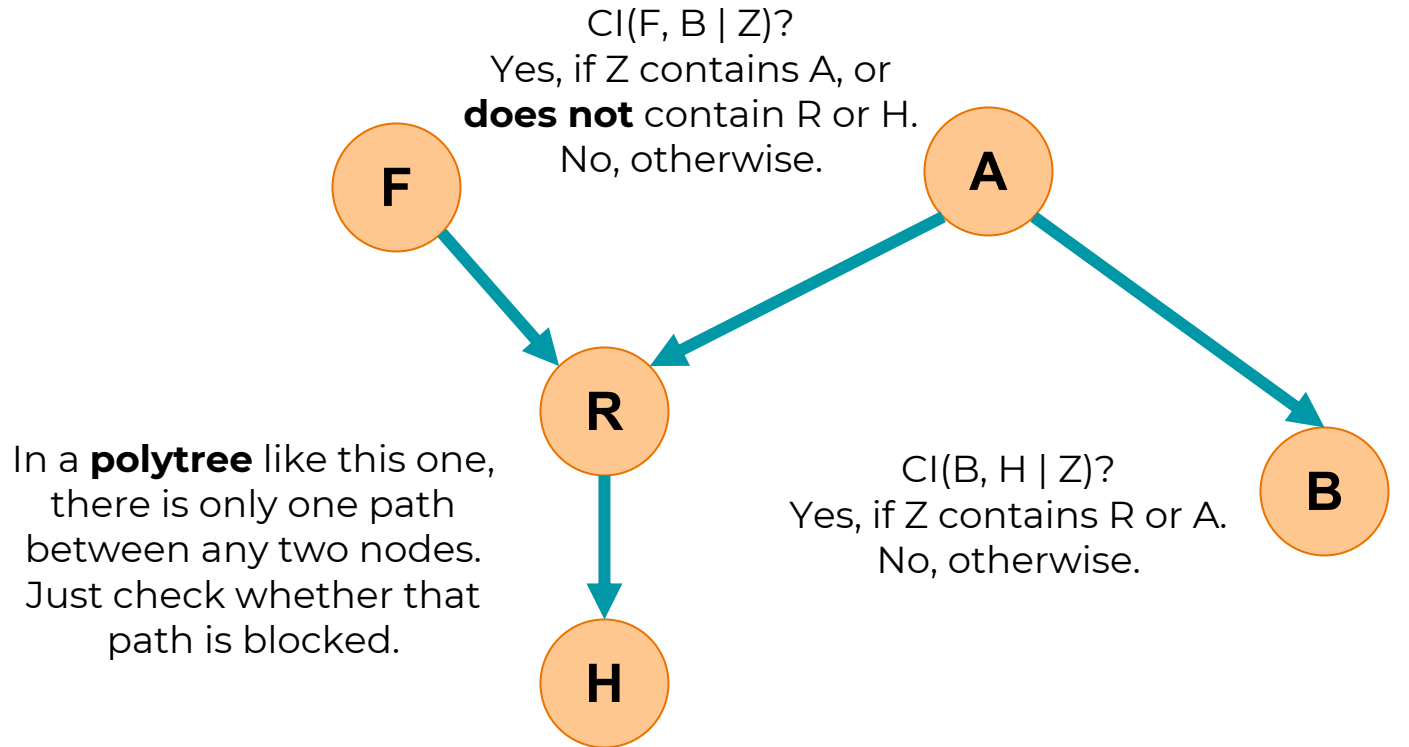 CI(F, B | Z)?
Yes, if Z contains A, or
does not contain R or H.
No, otherwise.
F
A
R
In a polytree like this one,
there is only one path
between any two nodes.
Just check whether that
path is blocked.
CI(B, H | Z)?
Yes, if Z contains R or A.
No, otherwise.
B
H